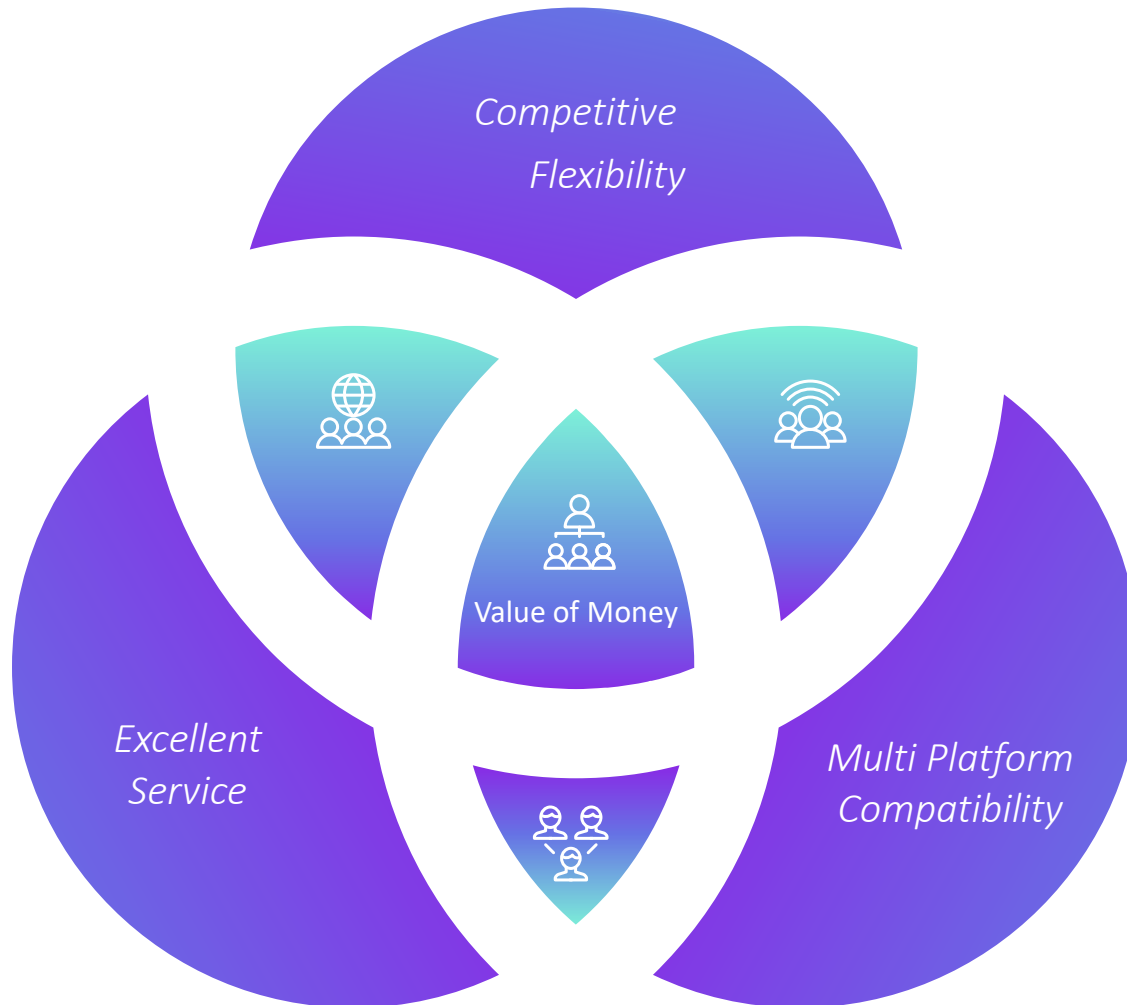 Competitive
Flexibility
Value of Money
Excellent
Service
Multi Platform
Compatibility